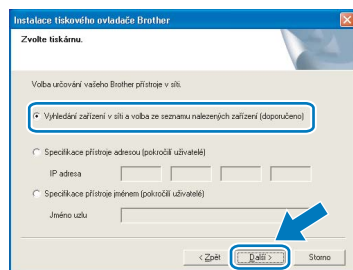 Instalace tiskového ovladače Brother
Zvolte tiskárnu.
Volba určování vašeho Brother přístroje v síti.
Vyhledání zařízení v síti a volba ze seznamu nalezených zařízení (doporučeno)
Specifikace přístroje adresou (pokročilí uživatelé)
IP adresa
Specifikace přístroje jménem (pokročilí uživatelé)
Jméno uzlu
< Zpět Další > Storno